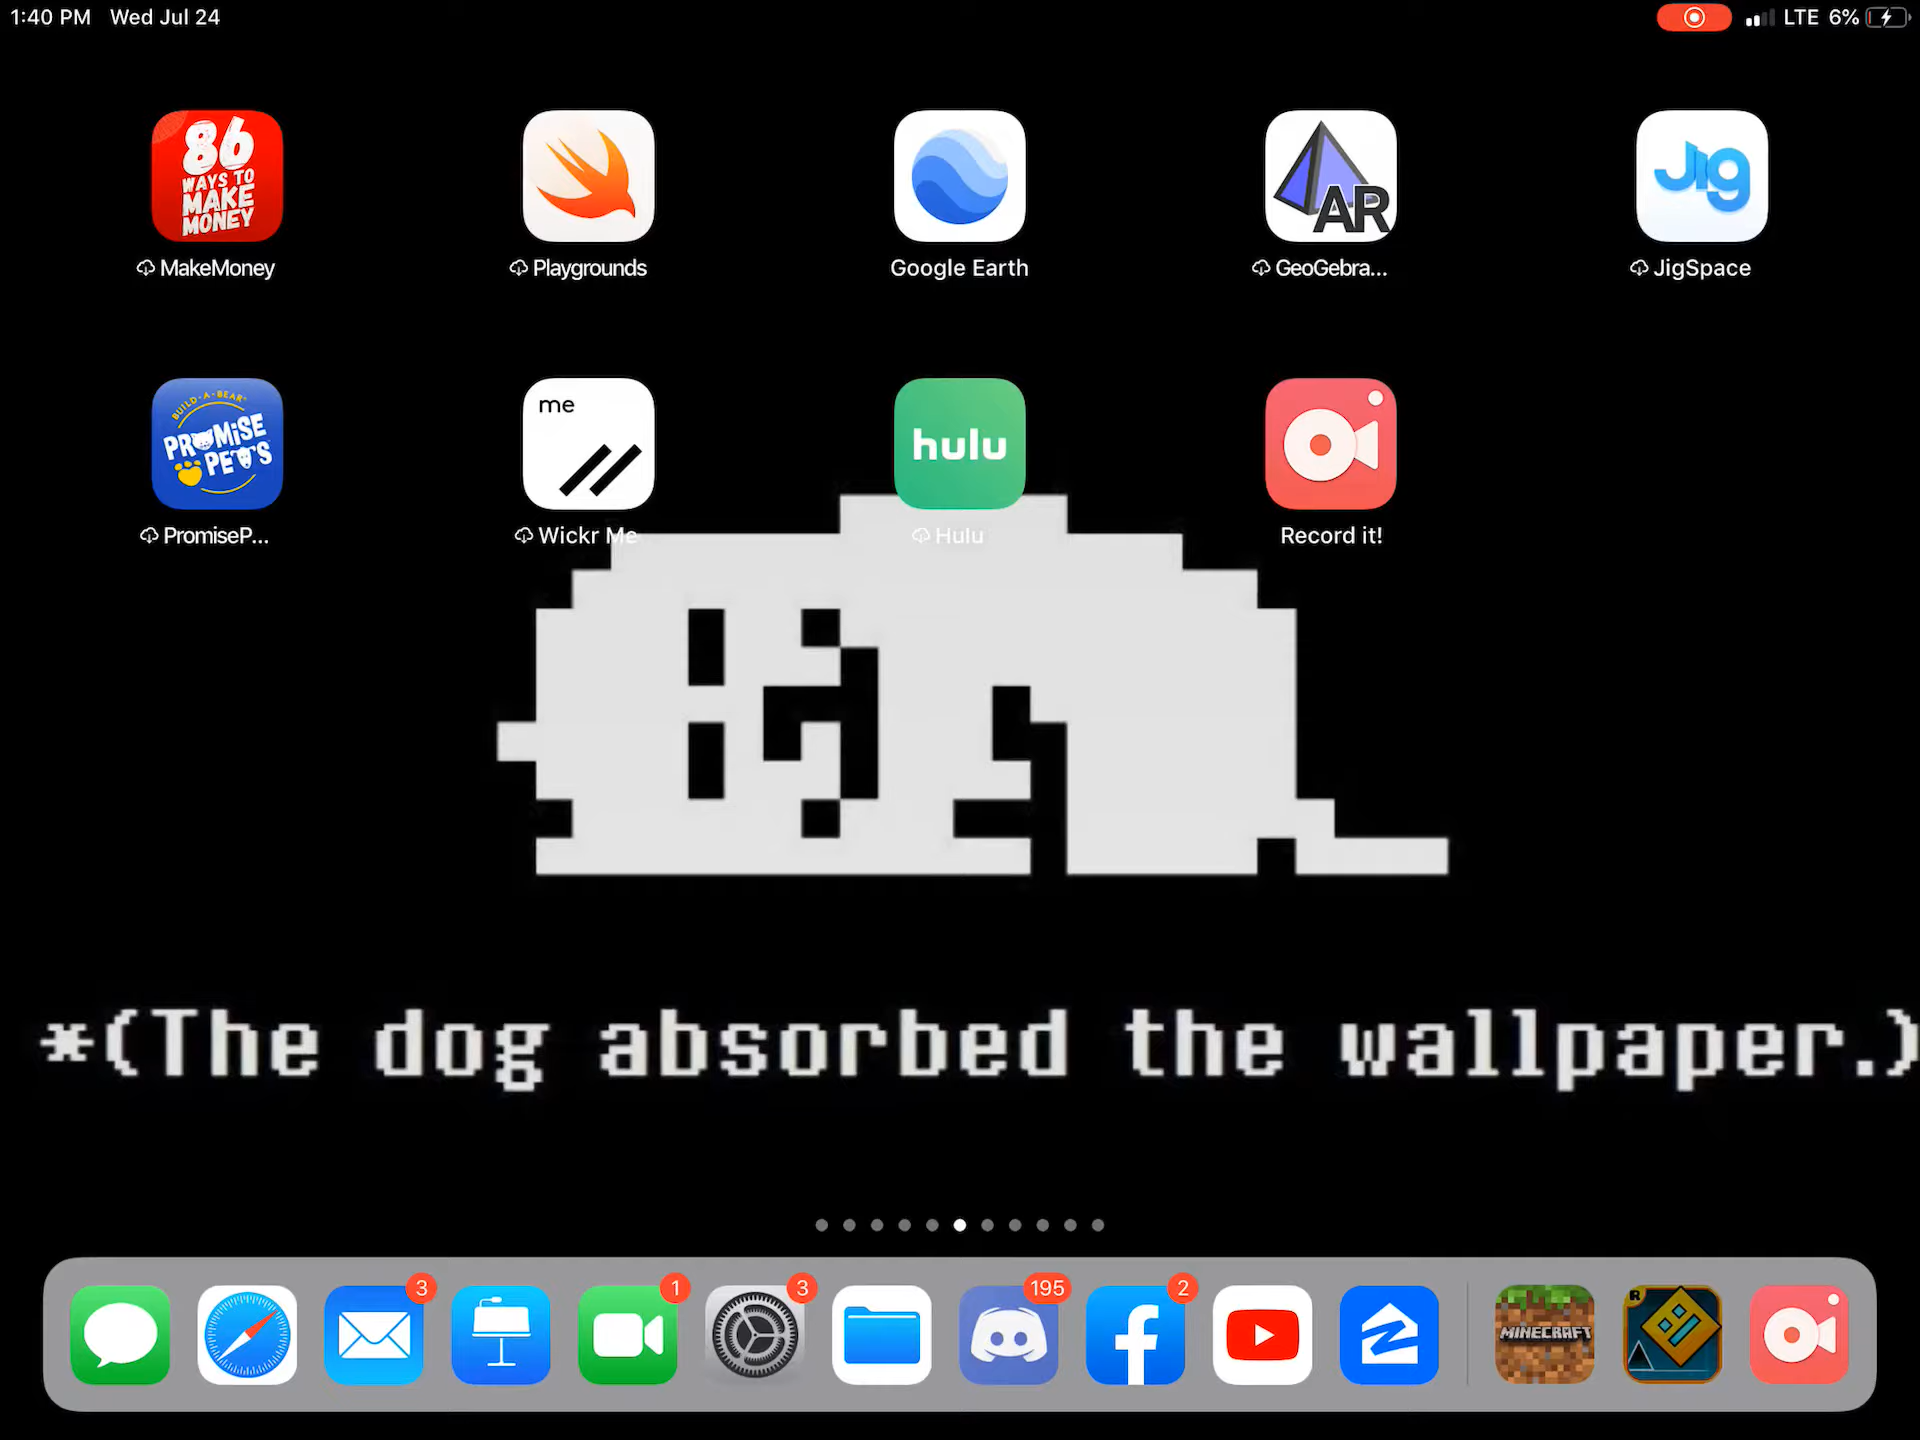 1:40 PM Wed Jul 24
LTE 6%
86
WAYS TO
MAKE
MONEY
AR
Jig
MakeMoney
Playgrounds
Google Earth
GeoGebra...
JigSpace
BUILD-A-BEAR
PROMiSE
PETS
me
hulu
PromiseP...
Wickr Me
Hulu
Record it!
*(The dog absorbed the wallpaper.)
3
1
3
195
2
MINECRAFT
R